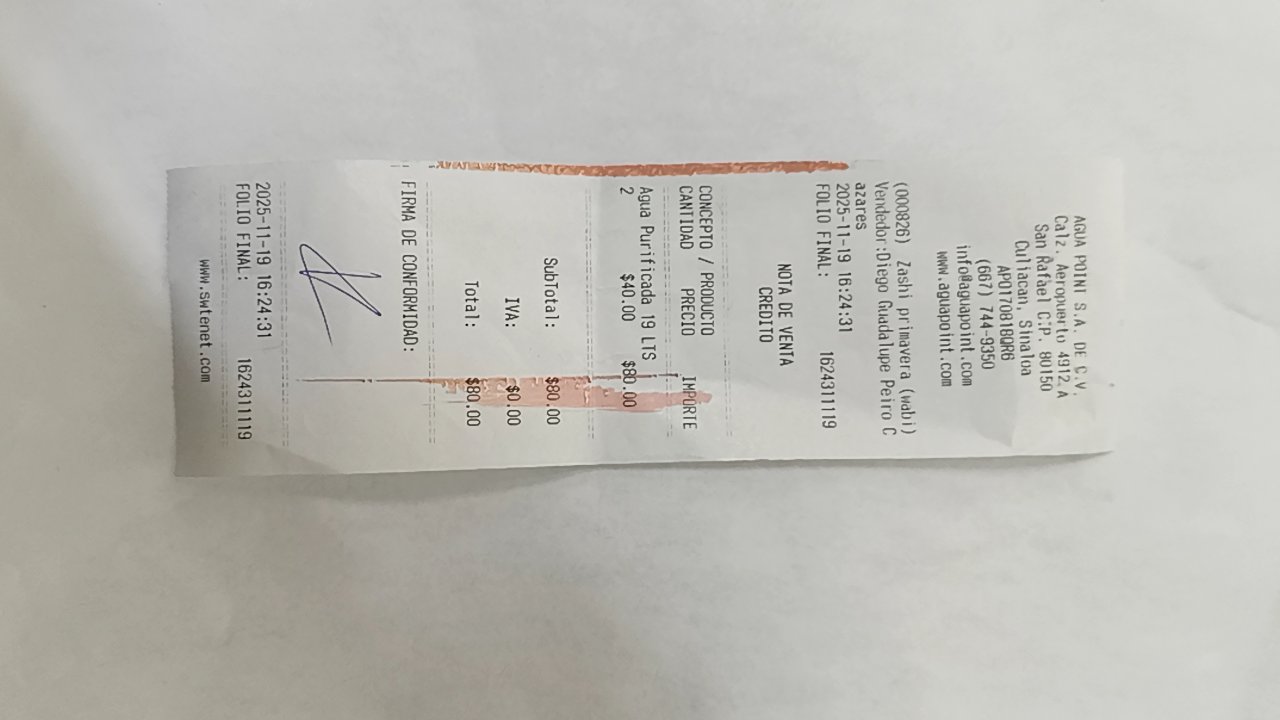 AGUA POINT S.A. DE C.V.
Calz. Aeropuerto 4912 A
San Rafael C.P. 80150
Culiacan, Sinaloa
APO170818QR6
(667) 744-9350
info@aguapoint.com
www.aguapoint.com
(000826) Zashi primavera (wabi)
Vendedor:Diego Guadalupe Peiro C
azares
2025-11-19 16:24:31
FOLIO FINAL: 1624311119
NOTA DE VENTA
CREDITO
CONCEPTO / PRODUCTO
CANTIDAD PRECIO IMPORTE
Agua Purificada 19 LTS
2 $40.00 $80.00
SubTotal: $80.00
IVA: $0.00
Total: $80.00
FIRMA DE CONFORMIDAD:
2025-11-19 16:24:31
FOLIO FINAL: 1624311119
www.swtenet.com